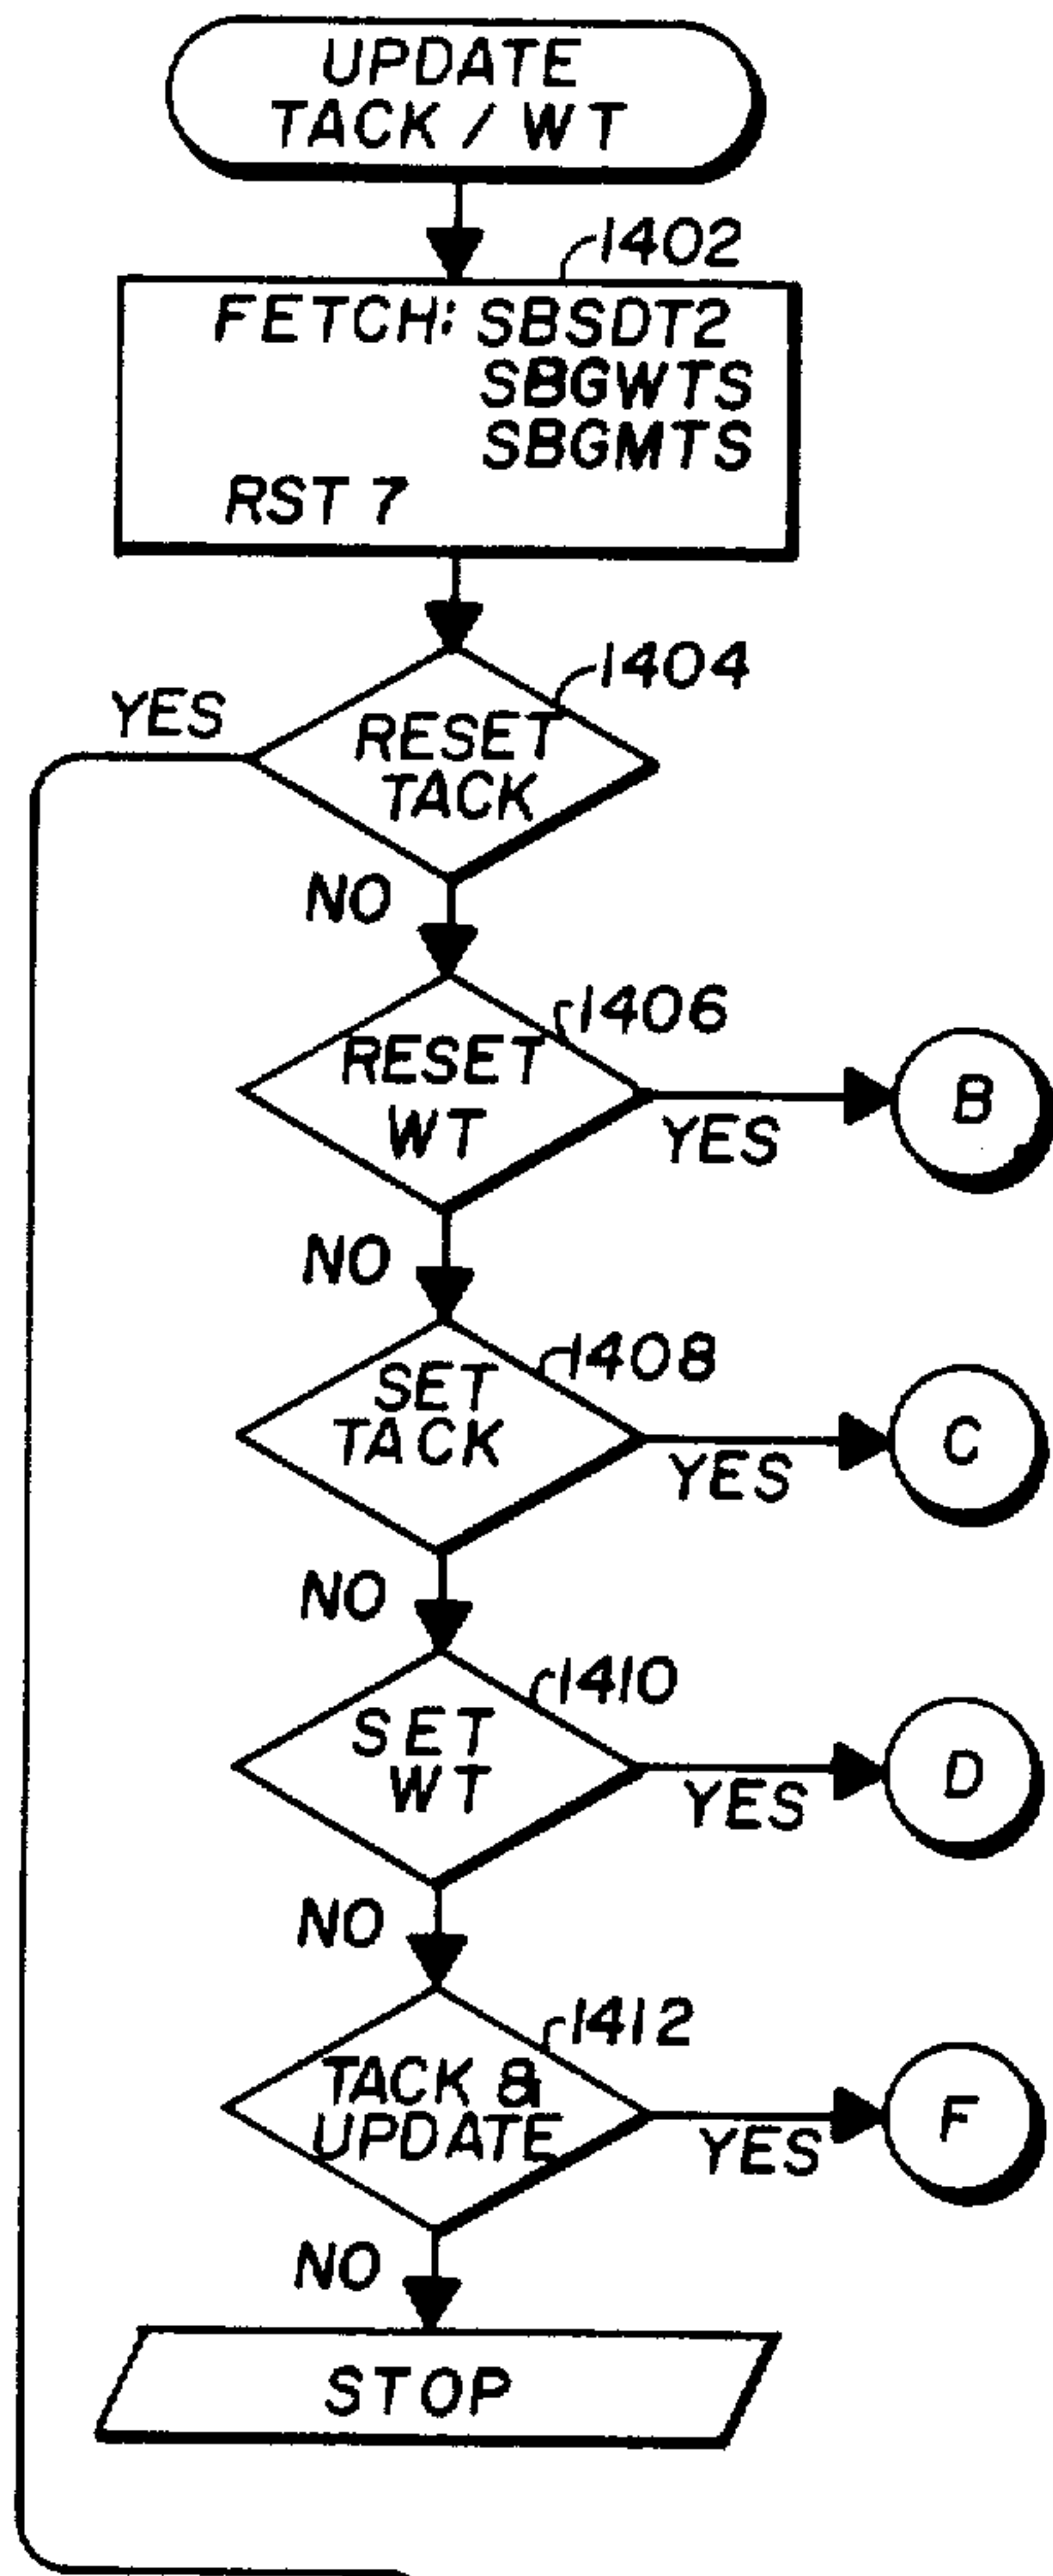 UPDATE
TACK / WT
1402
FETCH: SBSDT2
SBGWTS
SBGMTS
RST 7
1404
YES
RESET
TACK
NO
1406
RESET
WT
YES
B
NO
1408
SET
TACK
YES
C
NO
1410
SET
WT
YES
D
NO
1412
TACK &
UPDATE
YES
F
NO
STOP